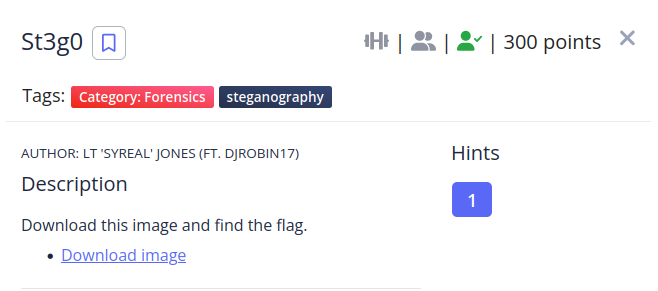 St3g0
| | | 300 points
Tags: Category: Forensics steganography
AUTHOR: LT 'SYREAL' JONES (FT. DJROBIN17)
Description
Download this image and find the flag.
• Download image
Hints
1